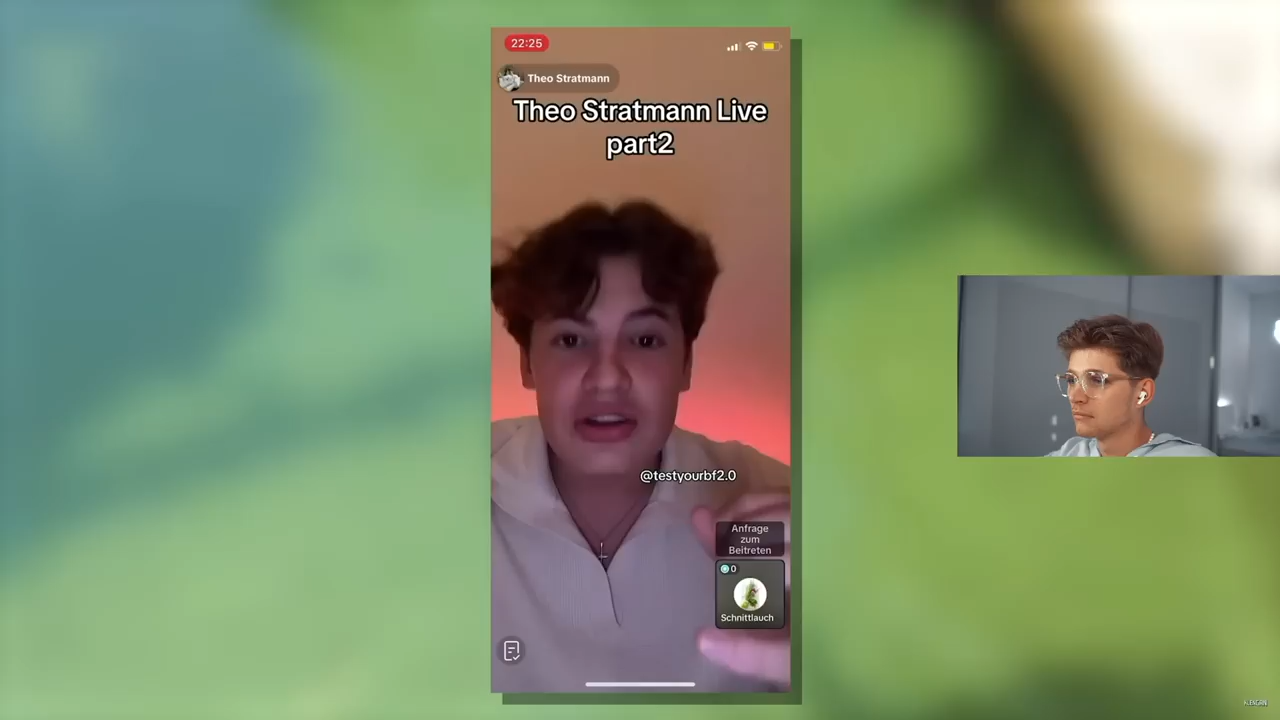 22:25
Theo Stratmann
Theo Stratmann Live
part2
@testyourbf2.0
Anfrage
zum
Beitreten
0
Schnittlauch